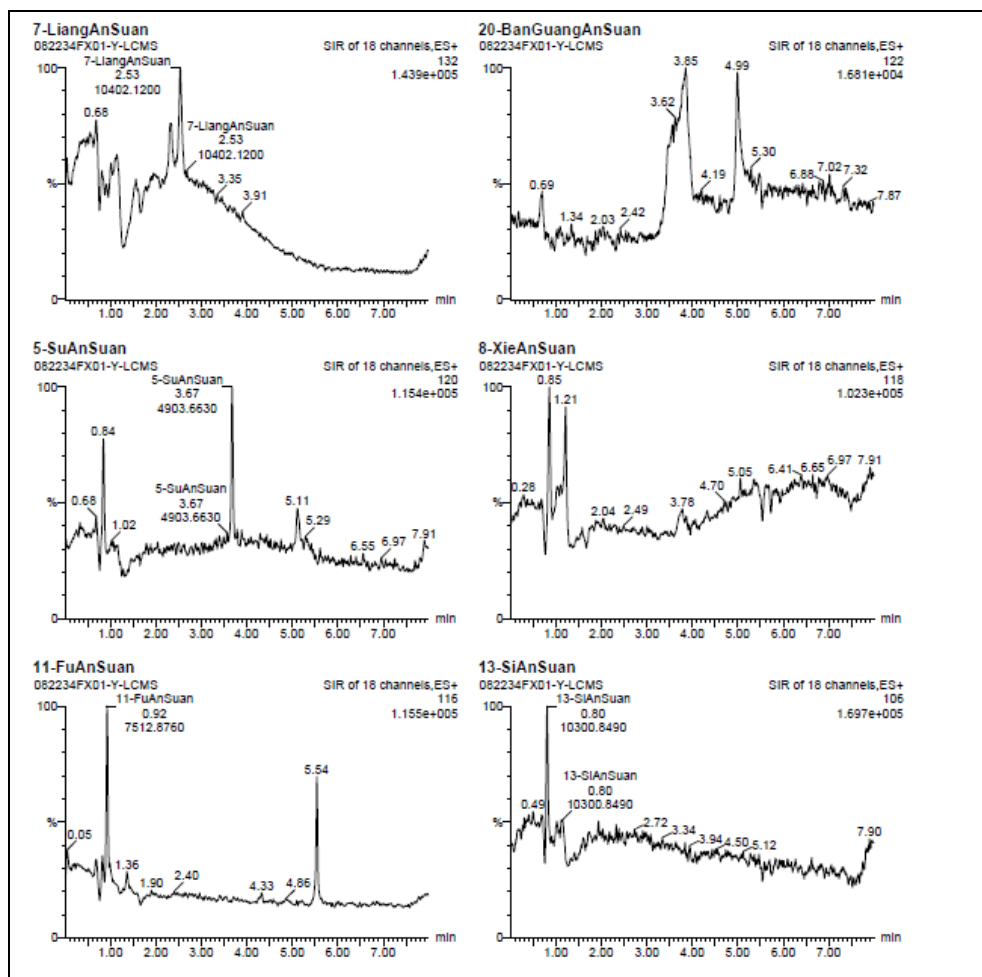 7-LiangAnSuan
082234FX01-Y-LCMS
SIR of 18 channels,ES+
132
1.439e+005
7-LiangAnSuan
2.53
10402.1200
7-LiangAnSuan
2.53
10402.1200
100
%
0
0.68
3.35
3.91
1.00 2.00 3.00 4.00 5.00 6.00 7.00 min
20-BanGuangAnSuan
082234FX01-Y-LCMS
SIR of 18 channels,ES+
122
1.681e+004
100
%
0
0.69
1.34
2.03
2.42
3.62
3.85
4.19
4.99
5.30
6.88
7.02
7.32
7.87
1.00 2.00 3.00 4.00 5.00 6.00 7.00 min
5-SuAnSuan
082234FX01-Y-LCMS
SIR of 18 channels,ES+
120
1.154e+005
5-SuAnSuan
3.67
4903.6630
5-SuAnSuan
3.67
4903.6630
100
%
0
0.68
0.84
1.02
5.11
5.29
6.55
6.97
7.91
1.00 2.00 3.00 4.00 5.00 6.00 7.00 min
8-XieAnSuan
082234FX01-Y-LCMS
SIR of 18 channels,ES+
118
1.023e+005
100
%
0
0.28
0.85
1.21
2.04
2.49
3.78
4.70
5.05
6.41
6.65
6.97
7.91
1.00 2.00 3.00 4.00 5.00 6.00 7.00 min
11-FuAnSuan
082234FX01-Y-LCMS
SIR of 18 channels,ES+
116
1.155e+005
11-FuAnSuan
0.92
7512.8760
100
%
0
0.05
1.36
1.90
2.40
4.33
4.86
5.54
1.00 2.00 3.00 4.00 5.00 6.00 7.00 min
13-SiAnSuan
082234FX01-Y-LCMS
SIR of 18 channels,ES+
106
1.697e+005
13-SiAnSuan
0.80
10300.8490
13-SiAnSuan
0.80
10300.8490
100
%
0
0.49
2.72
3.34
3.94
4.50
5.12
7.90
1.00 2.00 3.00 4.00 5.00 6.00 7.00 min